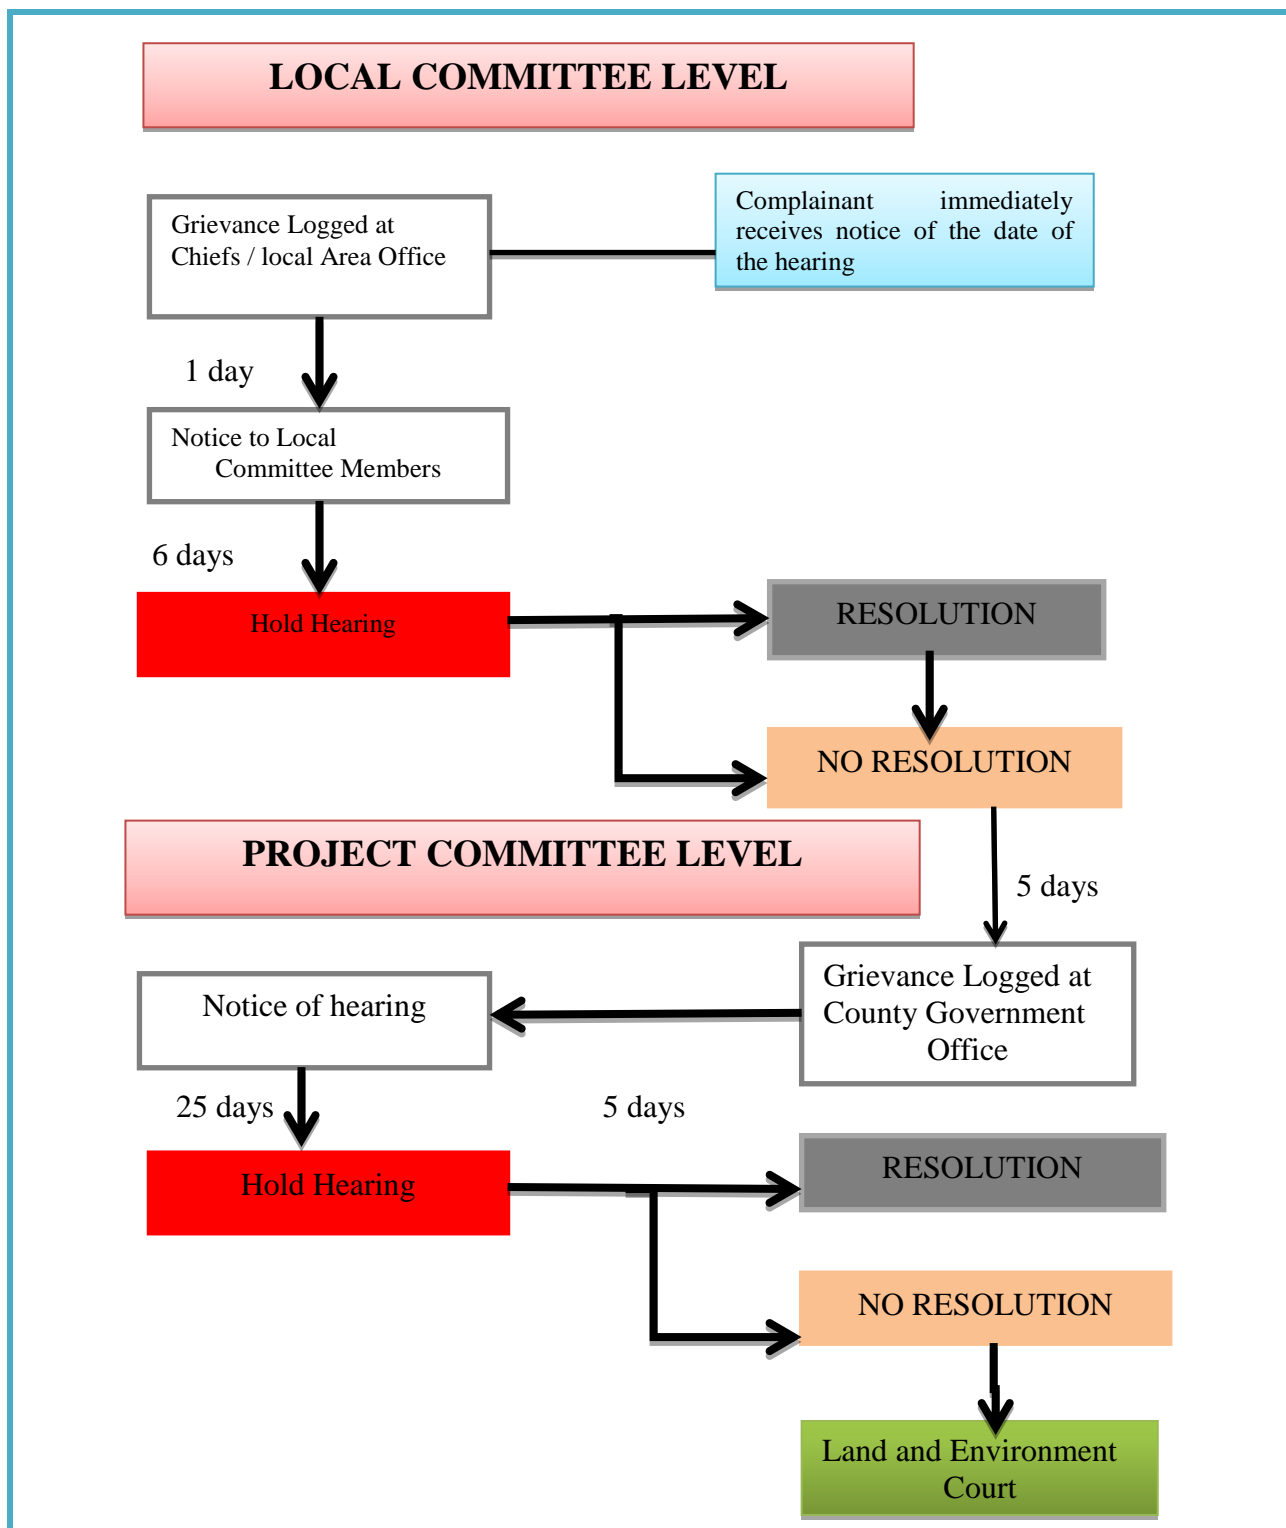 LOCAL COMMITTEE LEVEL
Grievance Logged at
Chiefs / local Area Office
Complainant immediately
receives notice of the date of
the hearing
1 day
Notice to Local
Committee Members
6 days
Hold Hearing
RESOLUTION
NO RESOLUTION
PROJECT COMMITTEE LEVEL
5 days
Grievance Logged at
County Government
Office
Notice of hearing
25 days
5 days
Hold Hearing
RESOLUTION
NO RESOLUTION
Land and Environment
Court